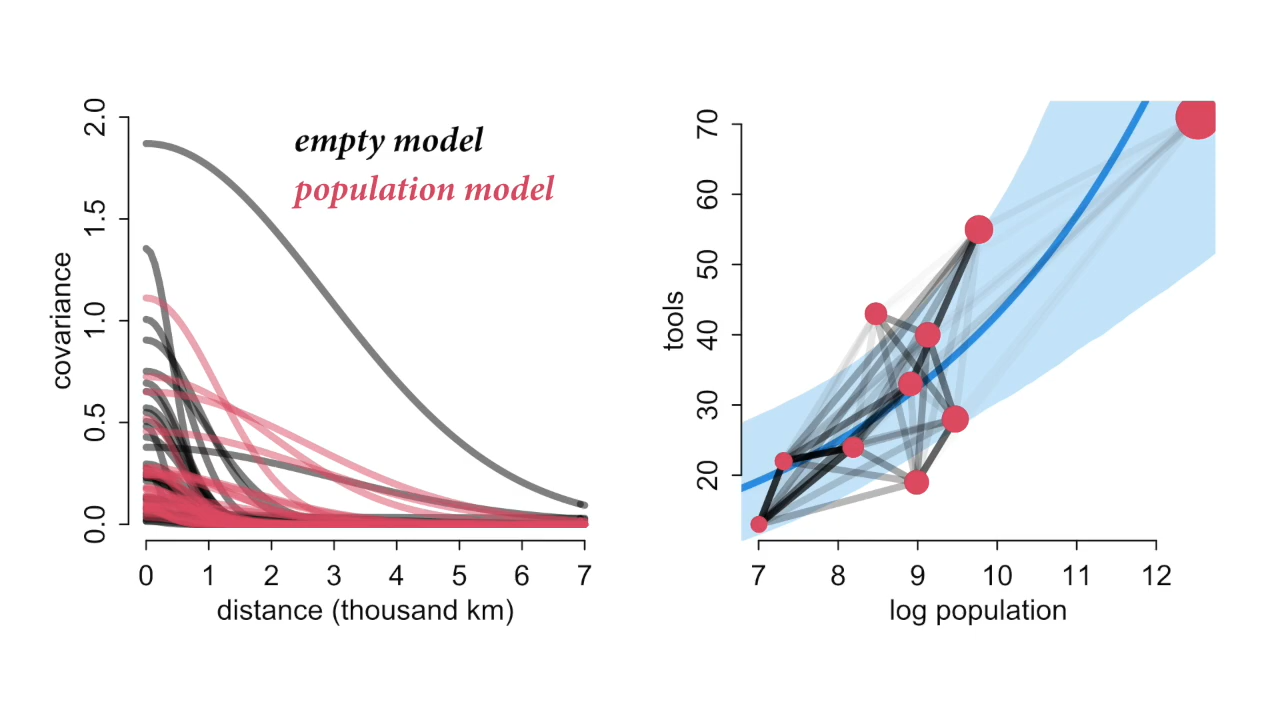 empty model
population model
covariance
0.0 0.5 1.0 1.5 2.0
0 1 2 3 4 5 6 7
distance (thousand km)
tools
20 30 40 50 60 70
7 8 9 10 11 12
log population